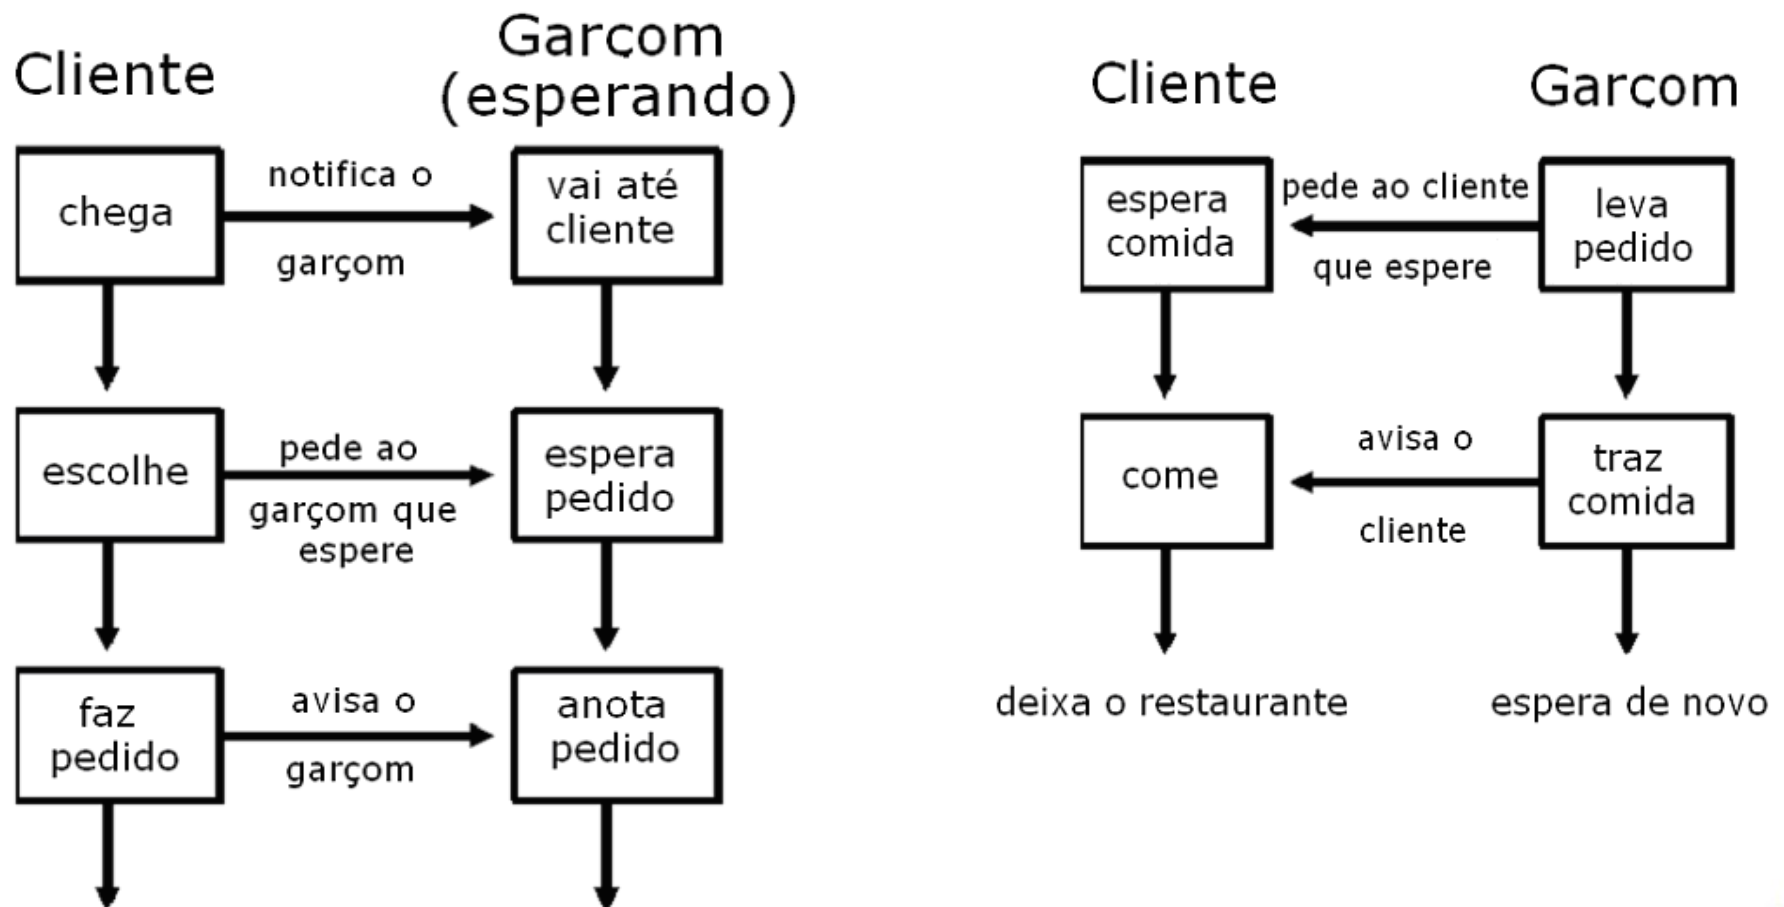 Cliente
Garçom
(esperando)
chega
notifica o
garçom
vai até
cliente
escolhe
pede ao
garçom que
espere
espera
pedido
faz
pedido
avisa o
garçom
anota
pedido
Cliente
Garçom
espera
comida
pede ao cliente
que espere
leva
pedido
come
avisa o
cliente
traz
comida
deixa o restaurante
espera de novo